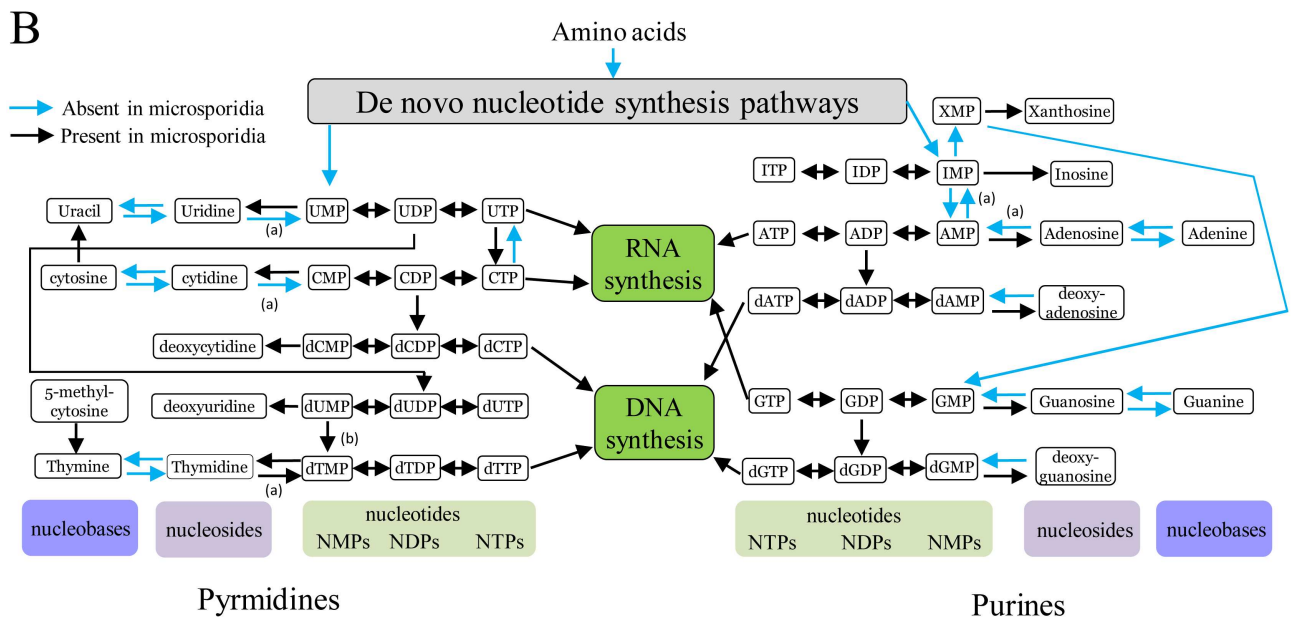 B
Amino acids
De novo nucleotide synthesis pathways
Absent in microsporidia
Present in microsporidia
XMP
Xanthosine
ITP
IDP
IMP
Inosine
(a)
(a)
Uracil
Uridine
UMP
UDP
UTP
(a)
ATP
ADP
AMP
Adenosine
Adenine
RNA
synthesis
cytosine
cytidine
CMP
CDP
CTP
(a)
dATP
dADP
dAMP
deoxy-
adenosine
deoxycytidine
dCMP
dCDP
dCTP
5-methyl-
cytosine
deoxyuridine
dUMP
dUDP
dUTP
(b)
DNA
synthesis
GTP
GDP
GMP
Guanosine
Guanine
Thymine
Thymidine
dTMP
dTDP
dTTP
(a)
dGTP
dGDP
dGMP
deoxy-
guanosine
nucleobases
nucleosides
nucleotides
NMPs NDPs NTPs
nucleotides
NTPs NDPs NMPs
nucleosides
nucleobases
Pyrmidines
Purines